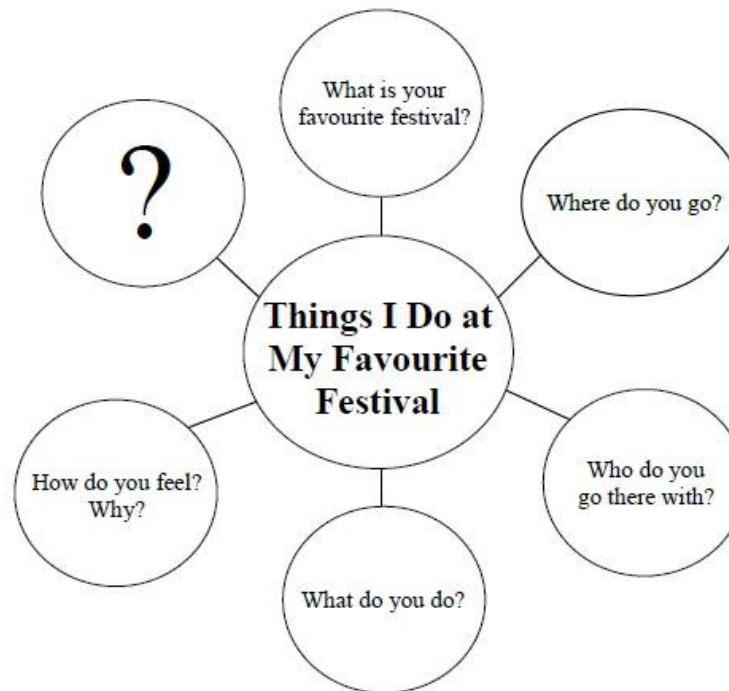 What is your
favourite festival?
?
Where do you go?
Things I Do at
My Favourite
Festival
How do you feel?
Why?
Who do you
go there with?
What do you do?